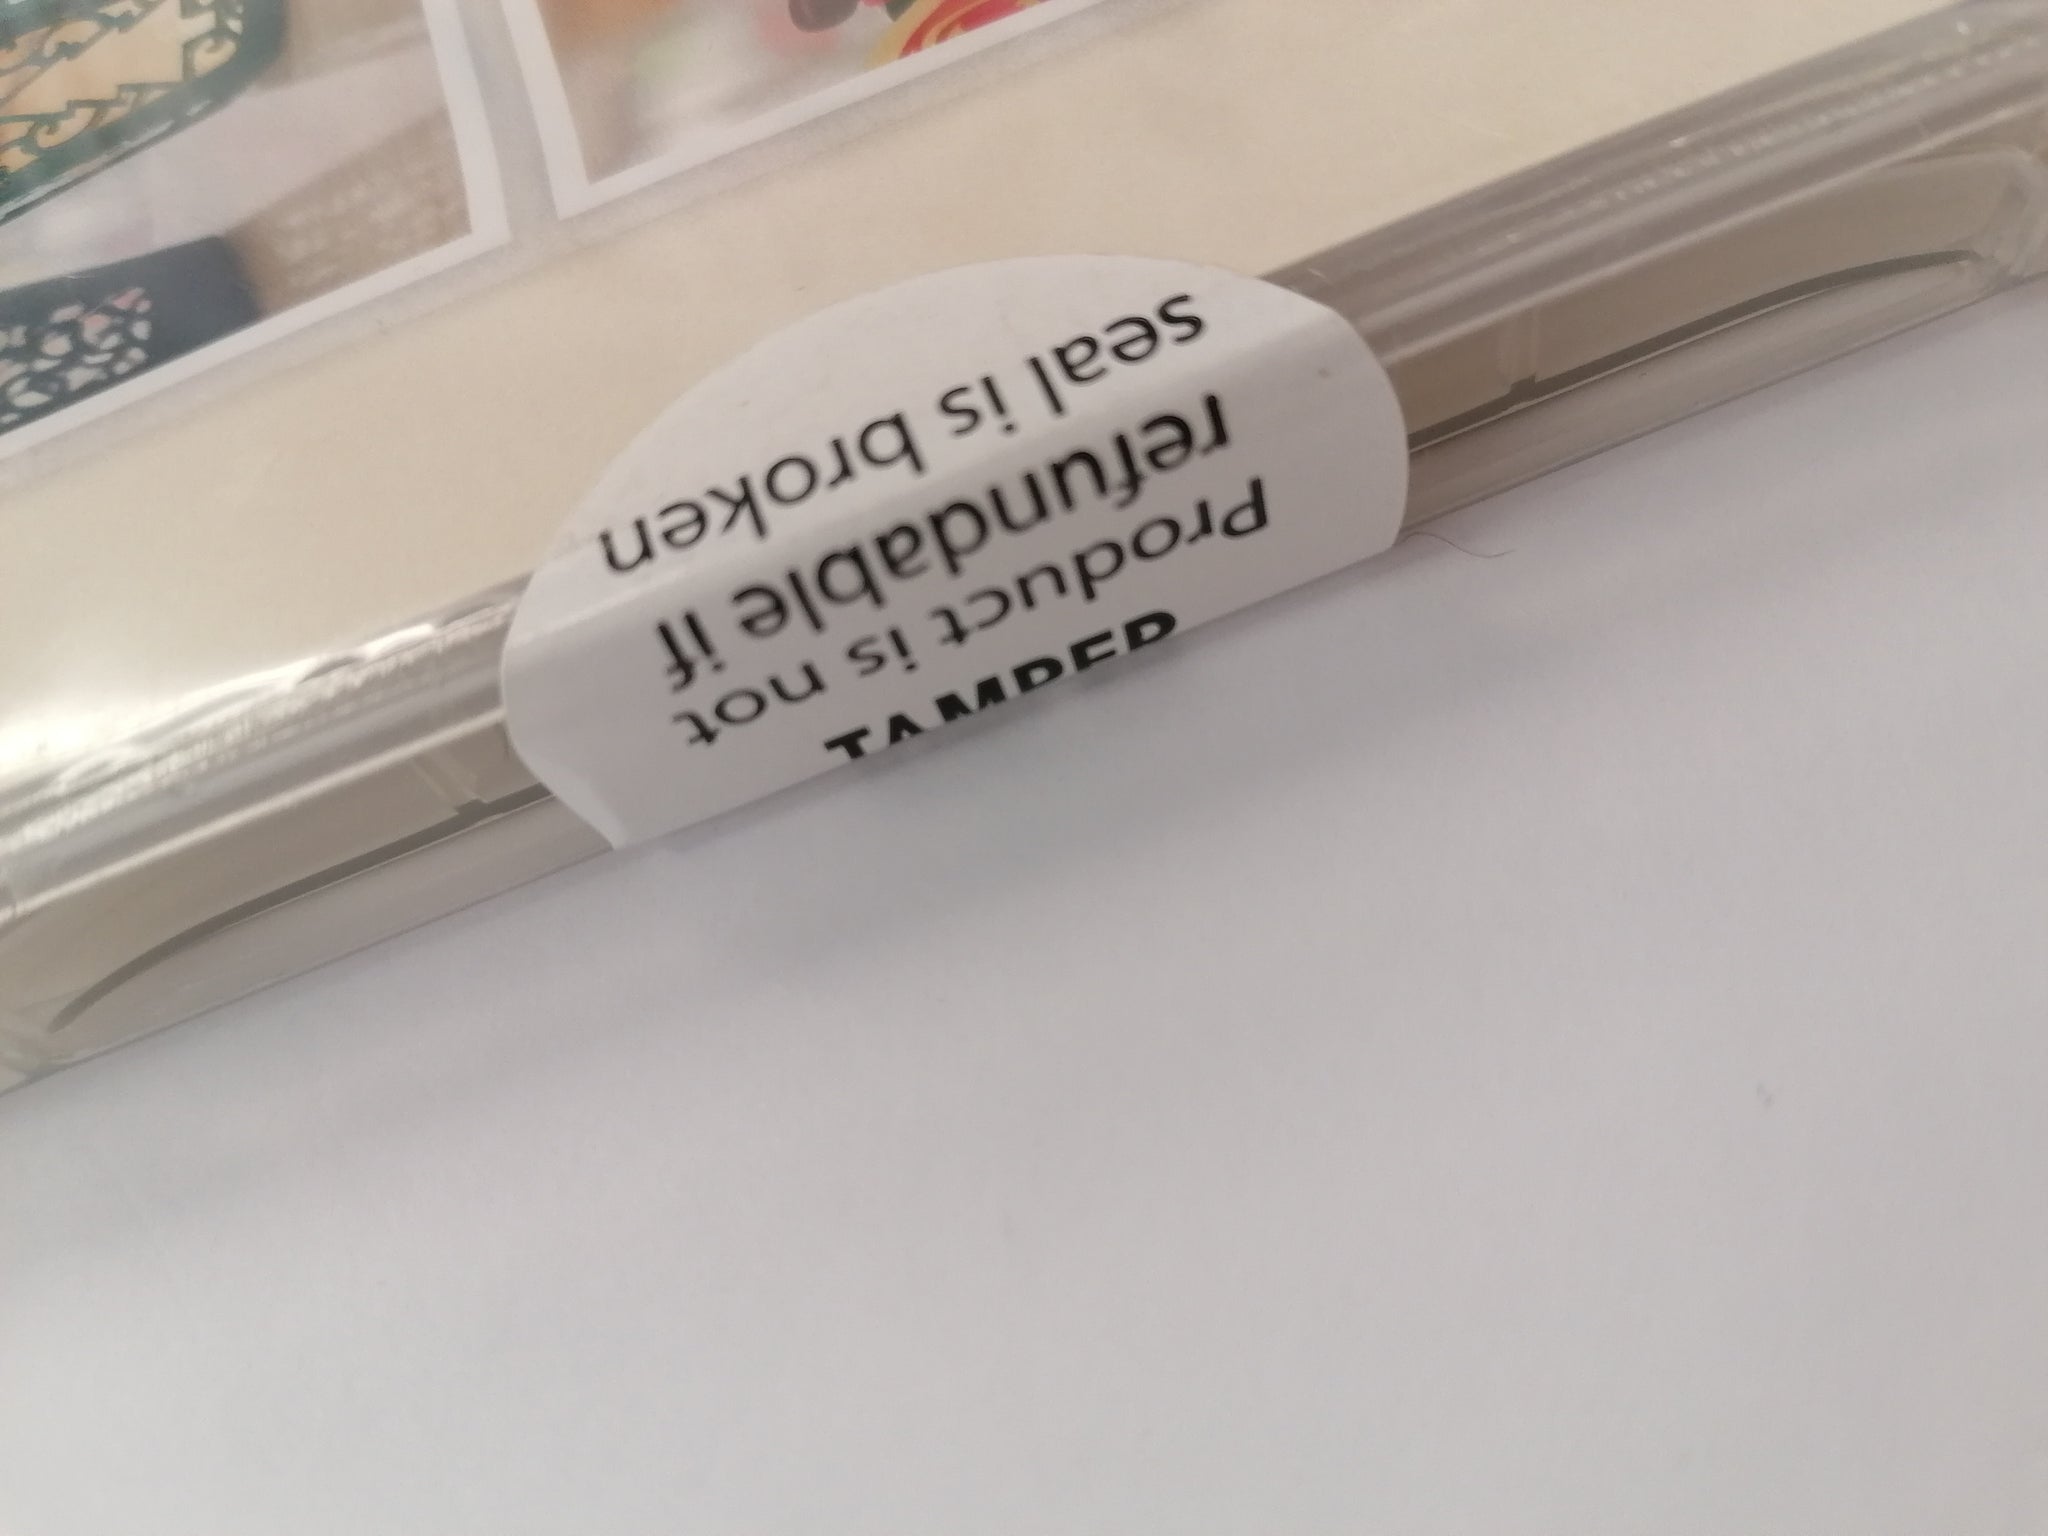 TAMPER
Product is not
refundable if
seal is broken